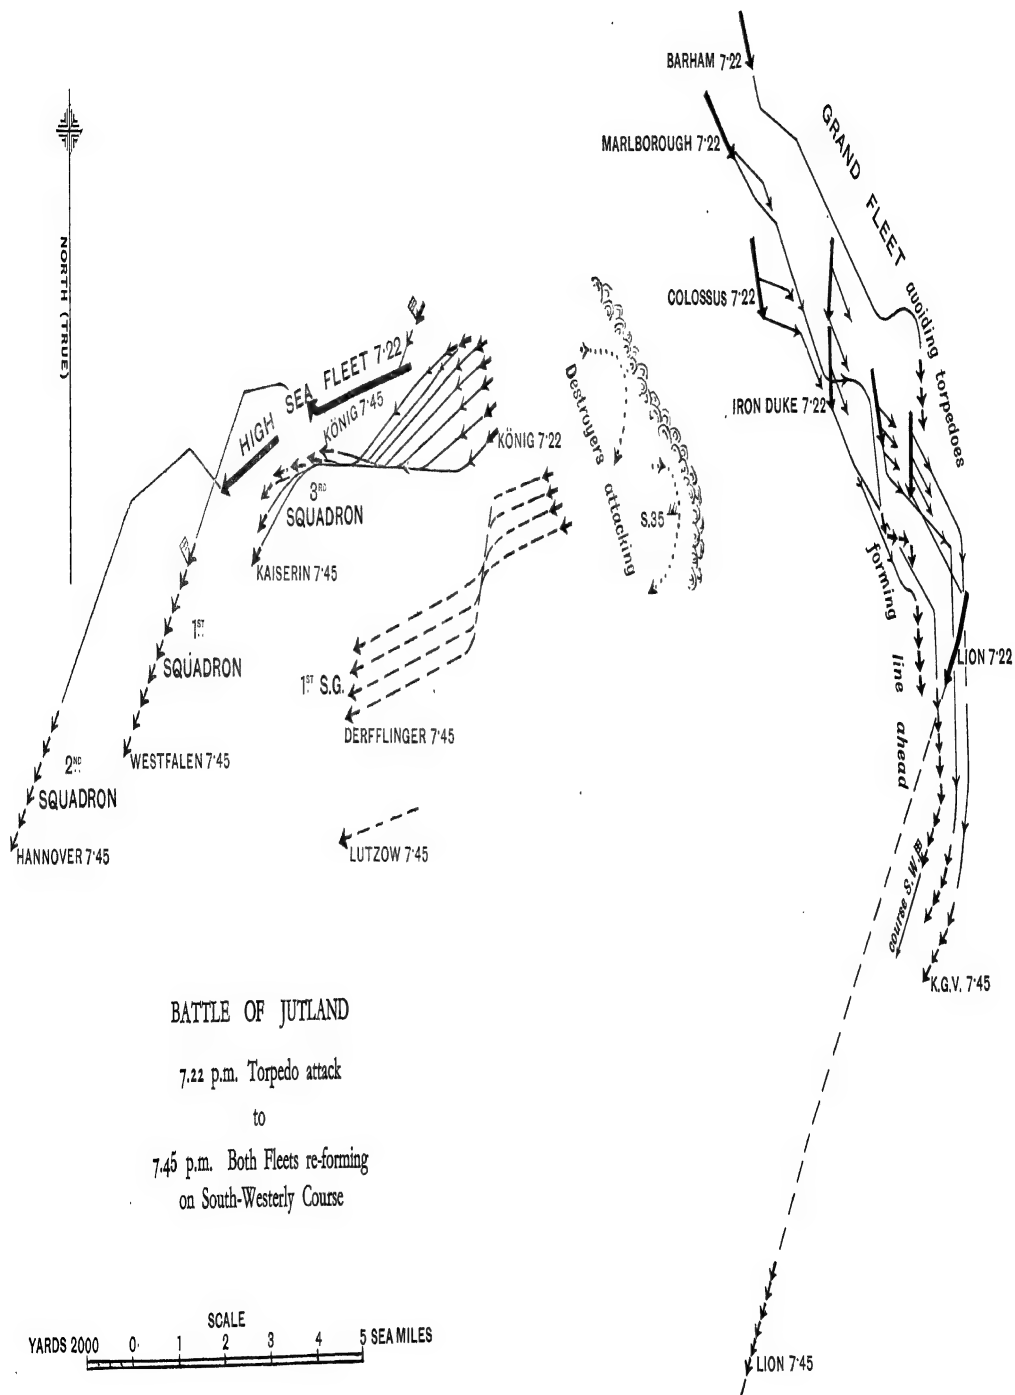 BARHAM 7·22
GRAND FLEET avoiding torpedoes
MARLBOROUGH 7·22
NORTH (TRUE)
COLOSSUS 7·22
HIGH SEA FLEET 7·22
KÖNIG 7·45
Destroyers attacking
IRON DUKE 7·22
KÖNIG 7·22
3RD
SQUADRON
S.35
KAISERIN 7·45
forming line ahead
1ST
SQUADRON
LION 7·22
1ST S.G.
DERFFLINGER 7·45
WESTFALEN 7·45
2ND
SQUADRON
HANNOVER 7·45
LUTZOW 7·45
course S.W.
K.G.V. 7·45
BATTLE OF JUTLAND
7.22 p.m. Torpedo attack
to
7.45 p.m. Both Fleets re-forming
on South-Westerly Course
SCALE
YARDS 2000 0 1 2 3 4 5 SEA MILES
LION 7·45